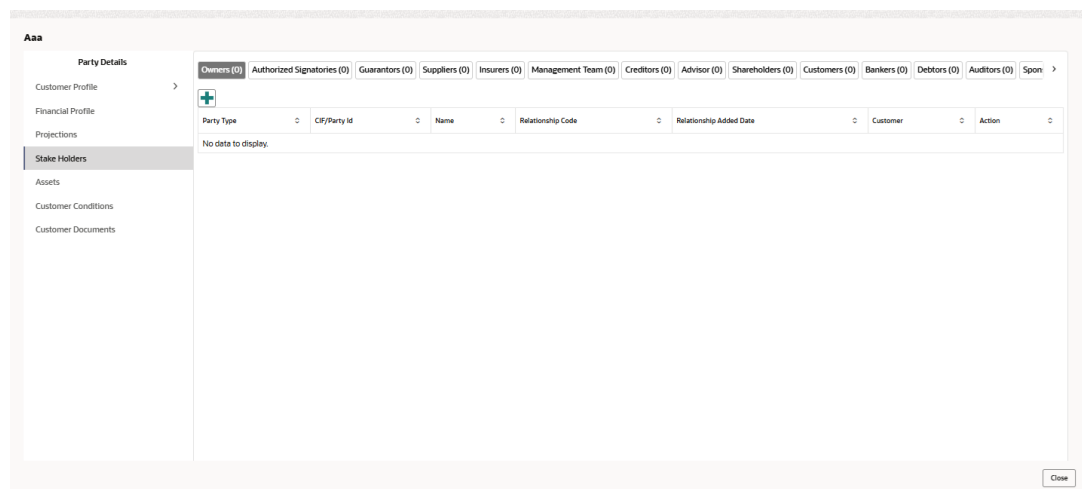 Aaa
Party Details
Customer Profile
Financial Profile
Projections
Stake Holders
Assets
Customer Conditions
Customer Documents
Owners (0) Authorized Signatories (0) Guarantors (0) Suppliers (0) Insurers (0) Management Team (0) Creditors (0) Advisor (0) Shareholders (0) Customers (0) Bankers (0) Debtors (0) Auditors (0) Spon
Party Type CIF/Party Id Name Relationship Code Relationship Added Date Customer Action
No data to display.
Close